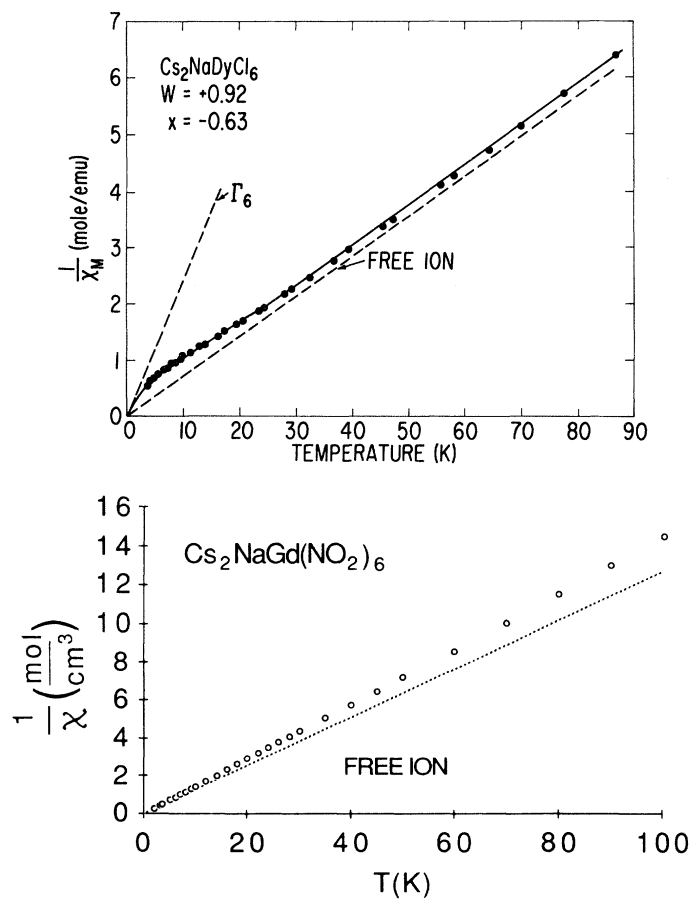 7
Cs₂NaDyCl₆
6
W = +0.92
x = -0.63
5
4
Γ₆
3
FREE ION
2
1
0
1/χM (mole/emu)
0 10 20 30 40 50 60 70 80 90
TEMPERATURE (K)
16
14
Cs₂NaGd(NO₂)₆
12
10
8
6
4
2
0
1/χ (mol/cm³)
FREE ION
0 20 40 60 80 100
T(K)